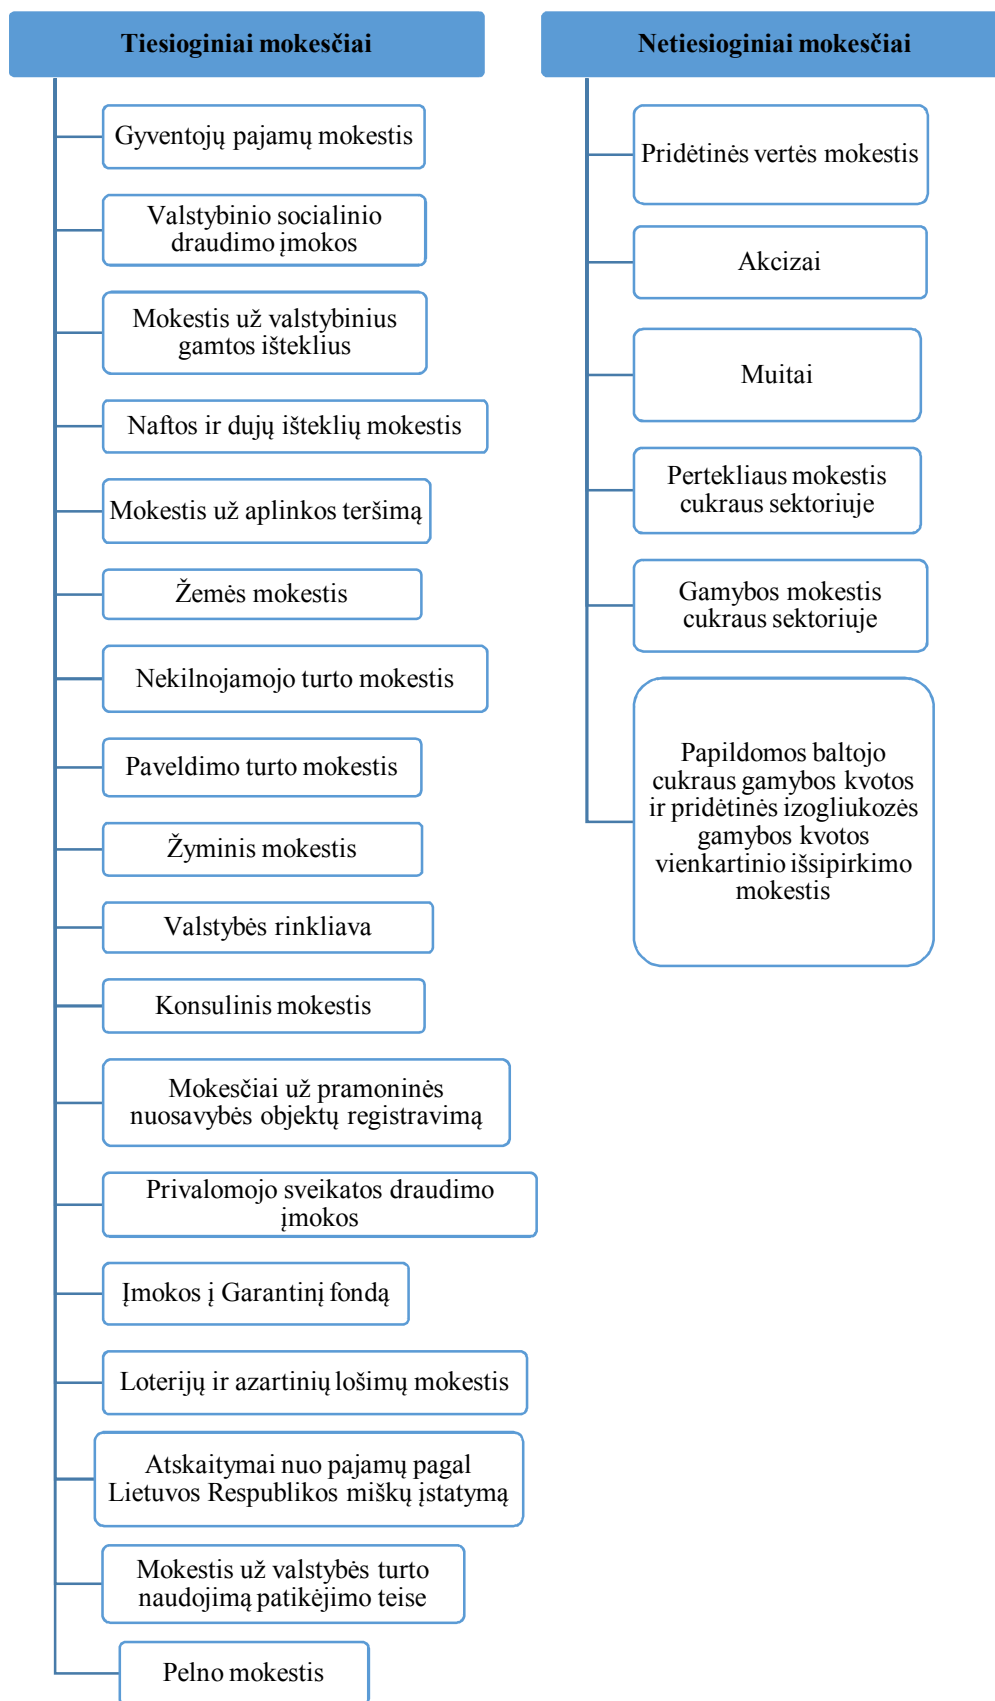 Tiesioginiai mokesčiai
Gyventojų pajamų mokestis
Valstybinio socialinio
draudimo įmokos
Mokestis už valstybinius
gamtos išteklius
Naftos ir dujų išteklių mokestis
Mokestis už aplinkos teršimą
Žemės mokestis
Nekilnojamojo turto mokestis
Paveldimo turto mokestis
Žyminis mokestis
Valstybės rinkliava
Konsulinis mokestis
Mokesčiai už pramoninės
nuosavybės objektų registravimą
Privalomojo sveikatos draudimo
įmokos
Įmokos į Garantinį fondą
Loterijų ir azartinių lošimų mokestis
Atskaitymai nuo pajamų pagal
Lietuvos Respublikos miškų įstatymą
Mokestis už valstybės turto
naudojimą patikėjimo teise
Pelno mokestis
Netiesioginiai mokesčiai
Pridėtinės vertės mokestis
Akcizai
Muitai
Pertekliaus mokestis
cukraus sektoriuje
Gamybos mokestis
cukraus sektoriuje
Papildomos baltojo
cukraus gamybos kvotos
ir pridėtinės izogliukozės
gamybos kvotos
vienkartinio išsipirkimo
mokestis